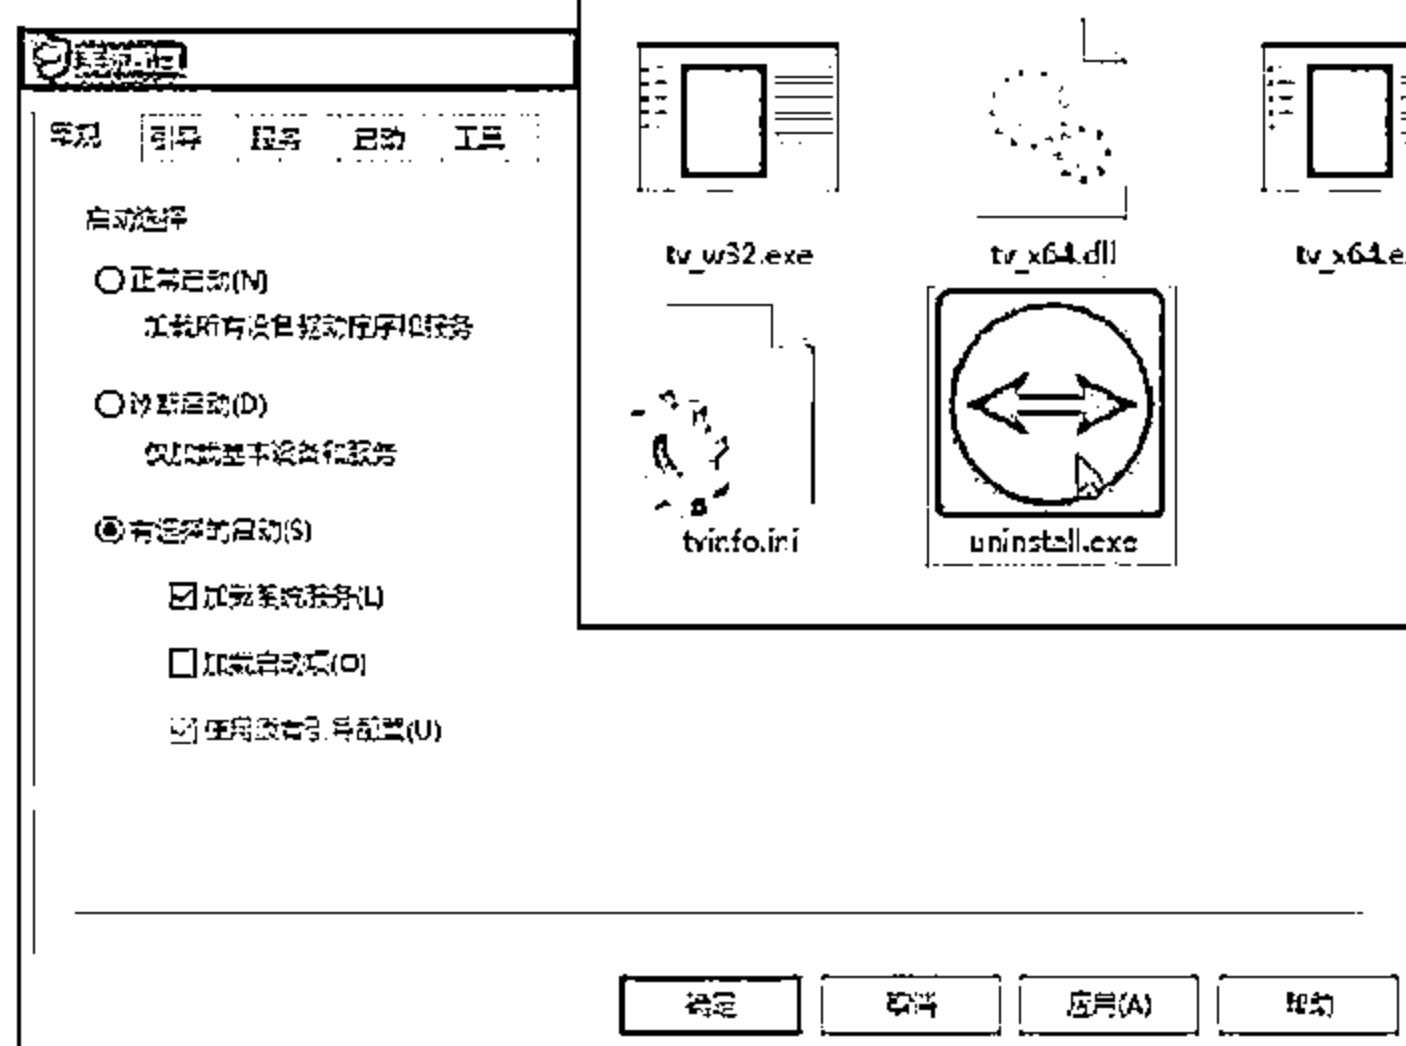 系统配置
常规 引导 服务 启动 工具
启动选择
正常启动(N)
加载所有设备驱动程序和服务
诊断启动(D)
仅加载基本设备和服务
有选择的启动(S)
加载系统服务(L)
加载启动项(O)
使用原有引导配置(U)
tv_w32.exe
tv_x64.dll
tv_x64.e
tvinfo.ini
uninstall.exe
确定 取消 应用(A) 帮助